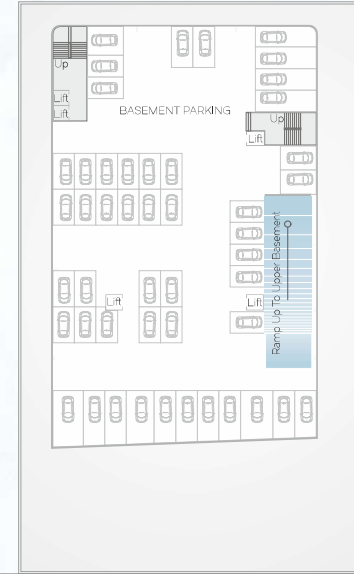 Up
Lift
Lift
BASEMENT PARKING
Up
Lift
Ramp Up To Upper Basement
Lift
Lift